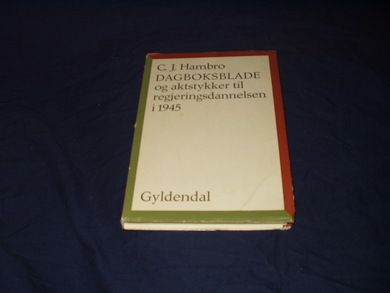 C. J. Hambro
DAGBOKSBLADE
og aktstykker til
regjeringsdannelsen
i 1945
Gyldendal